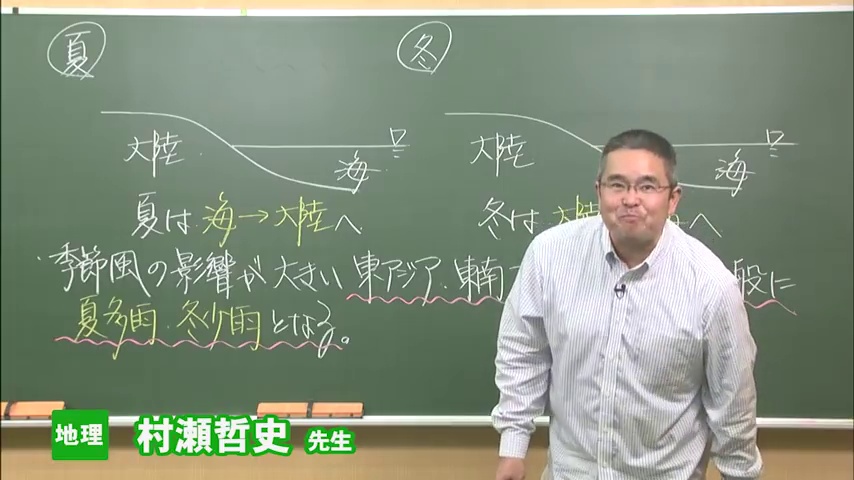 夏
冬
大陸
海
大陸
海
夏は 海→大陸へ
冬は 大陸 へ
季節風の影響が大きい東アジア・東南 般に
夏多雨・冬少雨となる。
地理 村瀬哲史 先生